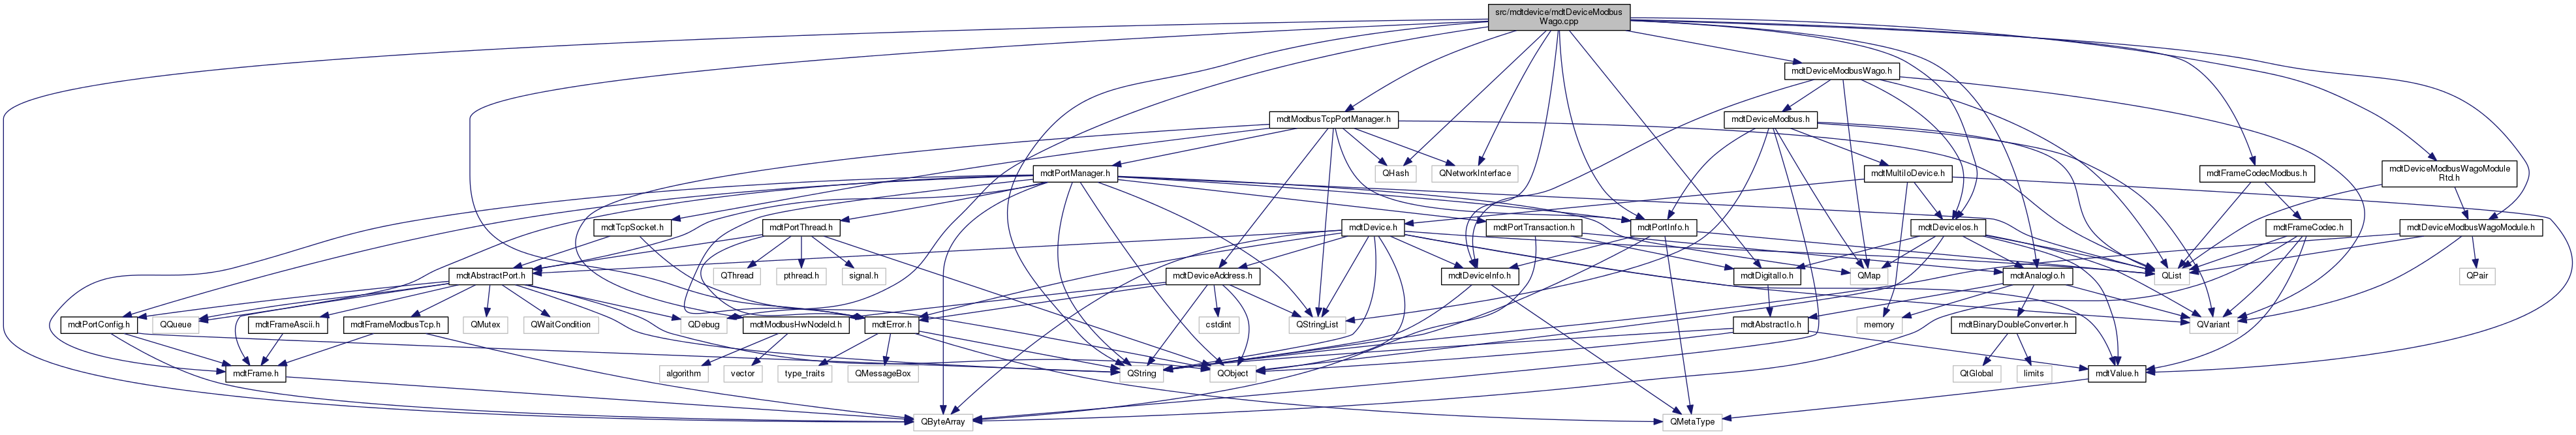 src/mdtdevice/mdtDeviceModbus
Wago.cpp
mdtDeviceModbusWago.h
mdtModbusTcpPortManager.h
mdtDeviceModbus.h
mdtPortManager.h
QHash
QNetworkInterface
mdtMultiIoDevice.h
mdtFrameCodecModbus.h
mdtDeviceModbusWagoModule
Rtd.h
mdtTcpSocket.h
mdtPortThread.h
mdtDevice.h
mdtPortTransaction.h
mdtPortInfo.h
mdtDeviceIos.h
mdtFrameCodec.h
mdtDeviceModbusWagoModule.h
mdtAbstractPort.h
QThread
pthread.h
signal.h
mdtDeviceAddress.h
mdtDeviceInfo.h
mdtDigitalIo.h
QMap
mdtAnalogIo.h
QList
QPair
mdtPortConfig.h
QQueue
mdtFrameAscii.h
mdtFrameModbusTcp.h
QMutex
QWaitCondition
QDebug
mdtModbusHwNodeId.h
mdtError.h
cstdint
QStringList
mdtAbstractIo.h
memory
mdtBinaryDoubleConverter.h
QVariant
mdtFrame.h
algorithm
vector
type_traits
QMessageBox
QString
QObject
QtGlobal
limits
mdtValue.h
QByteArray
QMetaType